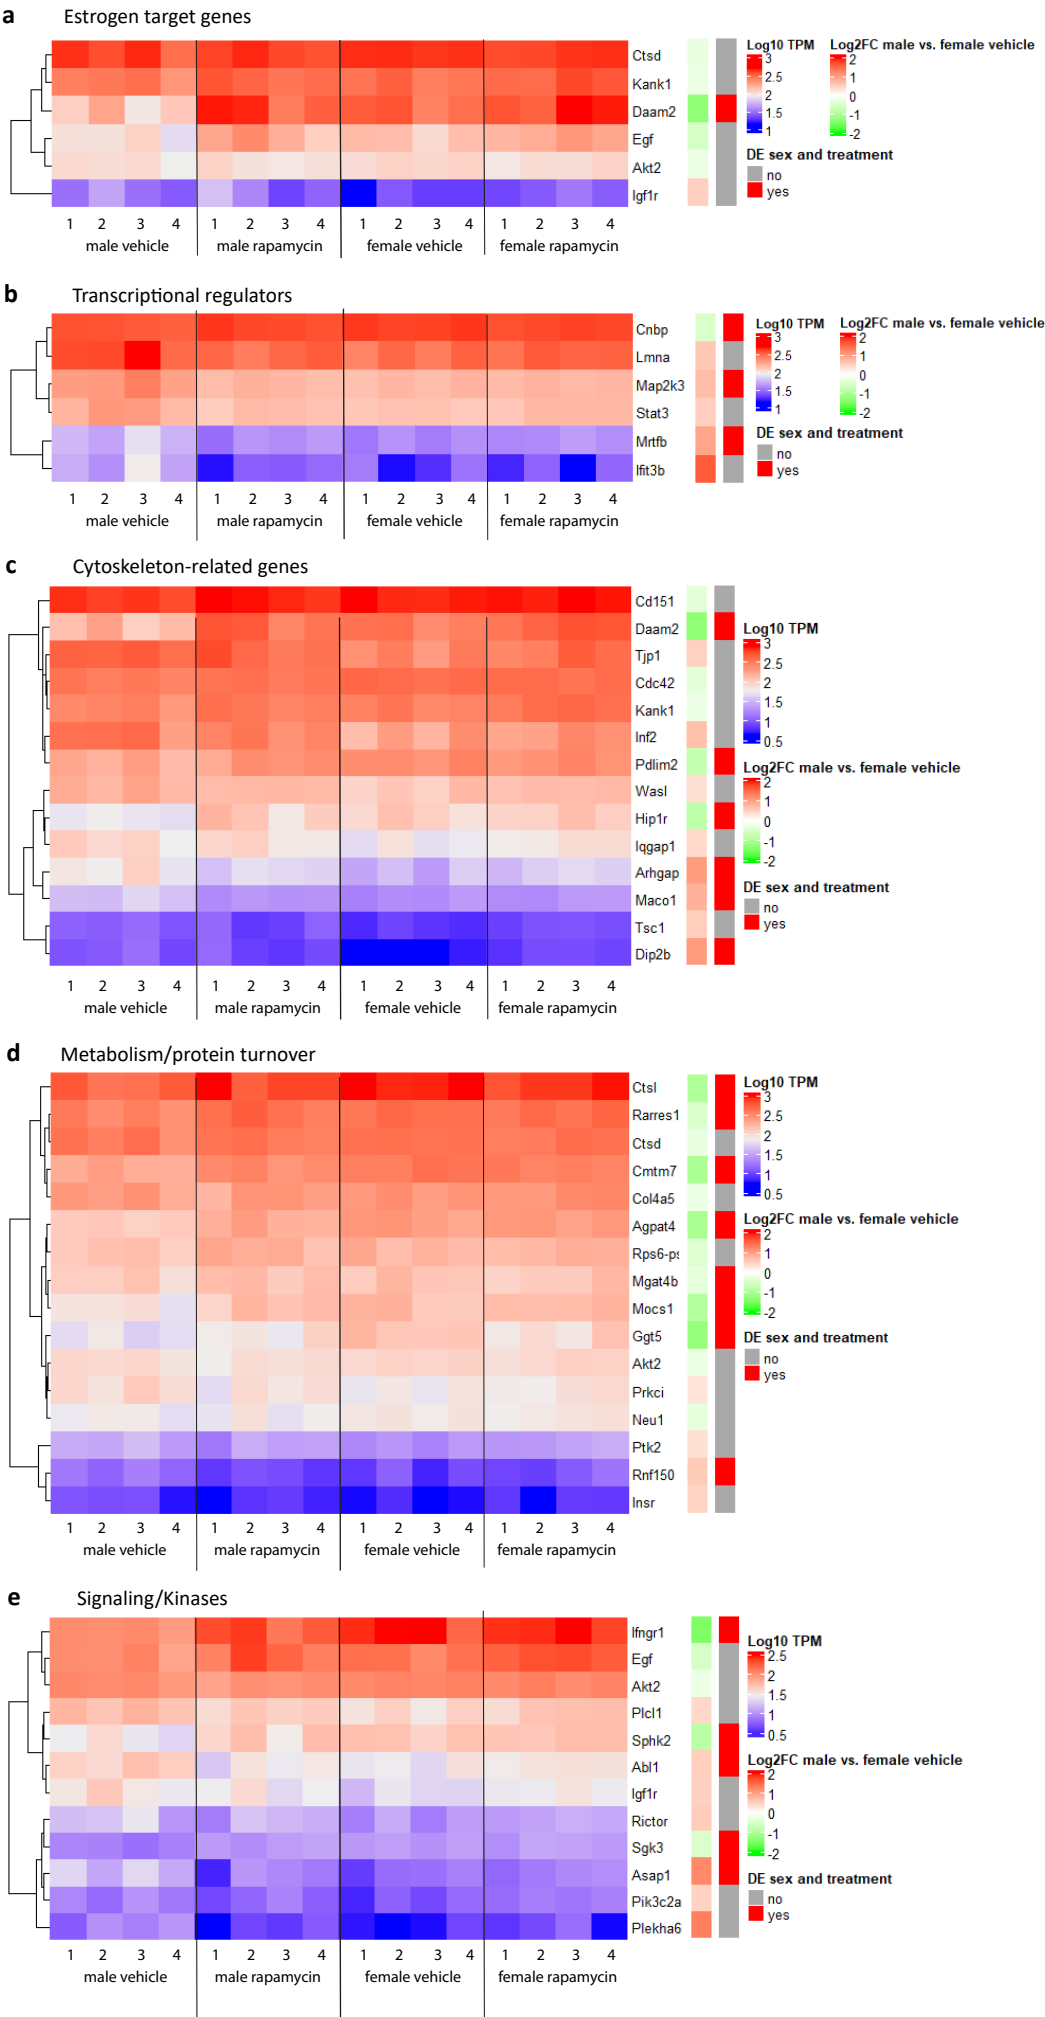 a
Estrogen target genes
Ctsd
Kank1
Daam2
Egf
Akt2
Igf1r
Log10 TPM
3
2.5
2
1.5
1
Log2FC male vs. female vehicle
2
1
0
-1
-2
DE sex and treatment
no
yes
1 2 3 4 1 2 3 4 1 2 3 4 1 2 3 4
male vehicle male rapamycin female vehicle female rapamycin
b
Transcriptional regulators
Cnbp
Lmna
Map2k3
Stat3
Mrtfb
Ifit3b
Log10 TPM
3
2.5
2
1.5
1
Log2FC male vs. female vehicle
2
1
0
-1
-2
DE sex and treatment
no
yes
1 2 3 4 1 2 3 4 1 2 3 4 1 2 3 4
male vehicle male rapamycin female vehicle female rapamycin
c
Cytoskeleton-related genes
Cd151
Daam2
Tjp1
Cdc42
Kank1
Inf2
Pdlim2
Wasl
Hip1r
Iqgap1
Arhgap
Maco1
Tsc1
Dip2b
Log10 TPM
3
2.5
2
1.5
1
0.5
Log2FC male vs. female vehicle
2
1
0
-1
-2
DE sex and treatment
no
yes
1 2 3 4 1 2 3 4 1 2 3 4 1 2 3 4
male vehicle male rapamycin female vehicle female rapamycin
d
Metabolism/protein turnover
Ctsl
Rarres1
Ctsd
Cmtm7
Col4a5
Agpat4
Rps6-ps
Mgat4b
Mocs1
Ggt5
Akt2
Prkci
Neu1
Ptk2
Rnf150
Insr
Log10 TPM
3
2.5
2
1.5
1
0.5
Log2FC male vs. female vehicle
2
1
0
-1
-2
DE sex and treatment
no
yes
1 2 3 4 1 2 3 4 1 2 3 4 1 2 3 4
male vehicle male rapamycin female vehicle female rapamycin
e
Signaling/Kinases
Ifngr1
Egf
Akt2
Plcl1
Sphk2
Abl1
Igf1r
Rictor
Sgk3
Asap1
Pik3c2a
Plekha6
Log10 TPM
2.5
2
1.5
1
0.5
Log2FC male vs. female vehicle
2
1
0
-1
-2
DE sex and treatment
no
yes
1 2 3 4 1 2 3 4 1 2 3 4 1 2 3 4
male vehicle male rapamycin female vehicle female rapamycin